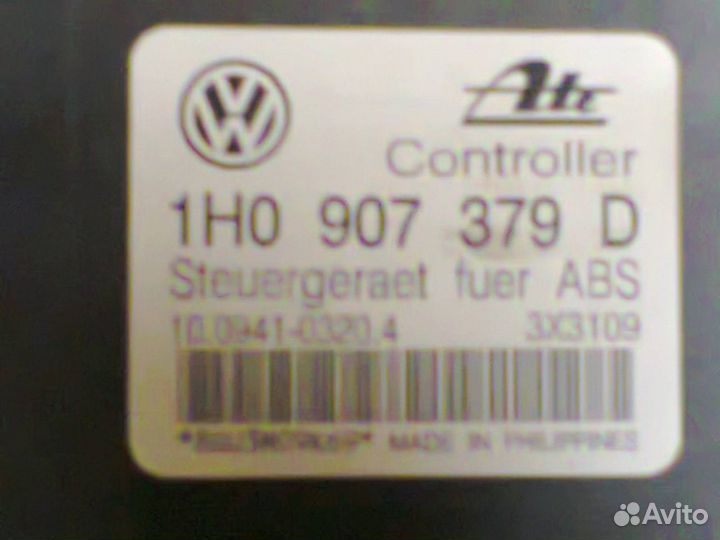 Ate
Controller
1H0 907 379 D
Steuergeraet fuer ABS
10.0941-0320.4 3X3109
MADE IN PHILIPPINES
Avito